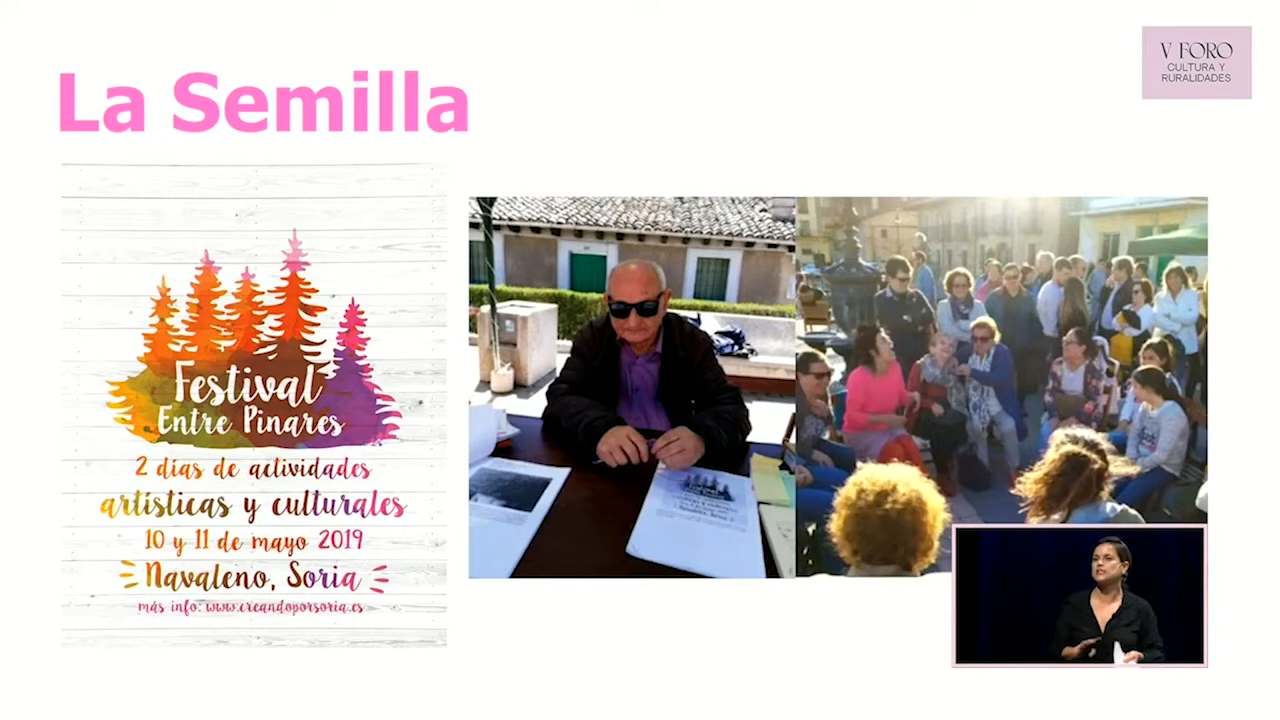 La Semilla
V FORO
CULTURA Y
RURALIDADES
Festival
Entre Pinares
2 días de actividades
artísticas y culturales
10 y 11 de mayo 2019
Navaleno, Soria
más info: www.creandoporsoria.es